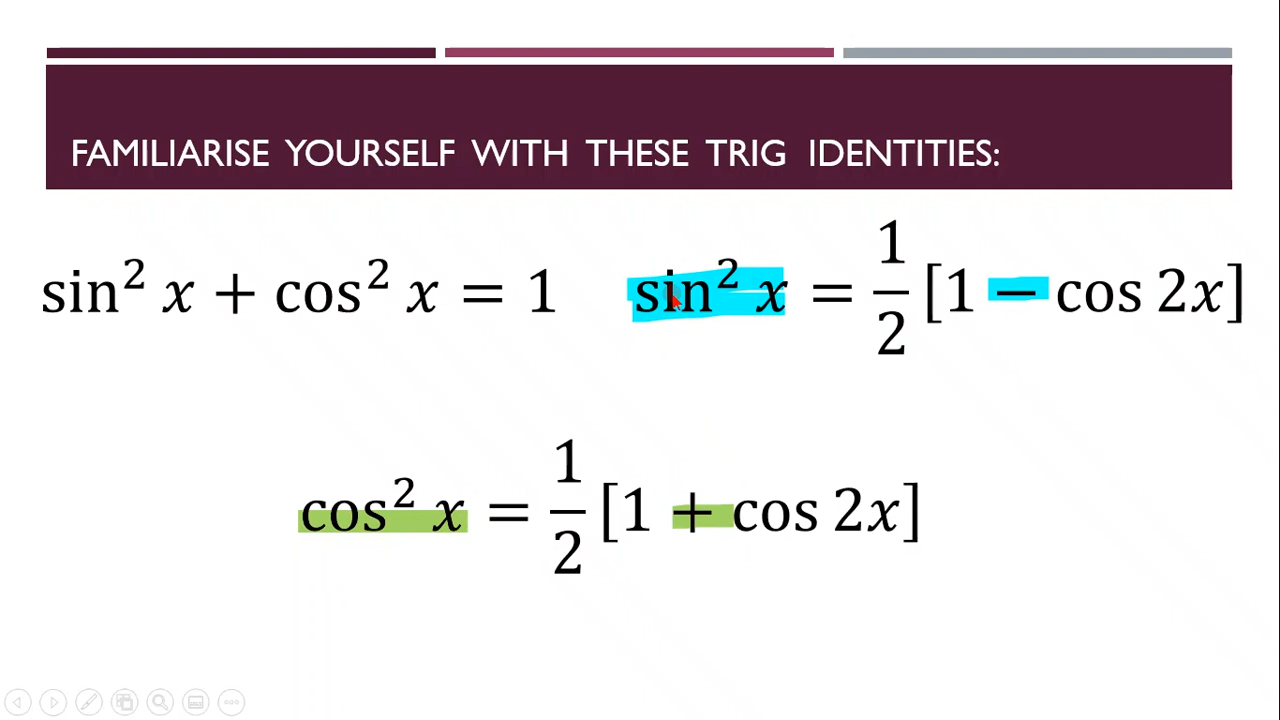 FAMILIARISE YOURSELF WITH THESE TRIG IDENTITIES:
sin² x + cos² x = 1
sin² x = 1/2 [1 − cos 2x]
cos² x = 1/2 [1 + cos 2x]